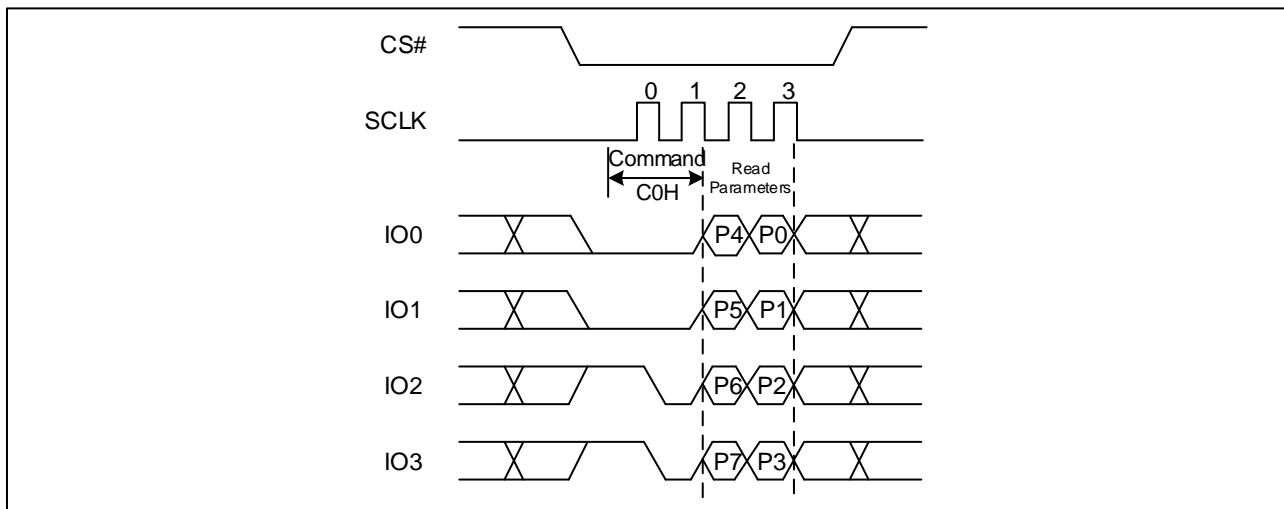 CS#
0 1 2 3
SCLK
Command
C0H
Read
Parameters
IO0
P4 P0
IO1
P5 P1
IO2
P6 P2
IO3
P7 P3